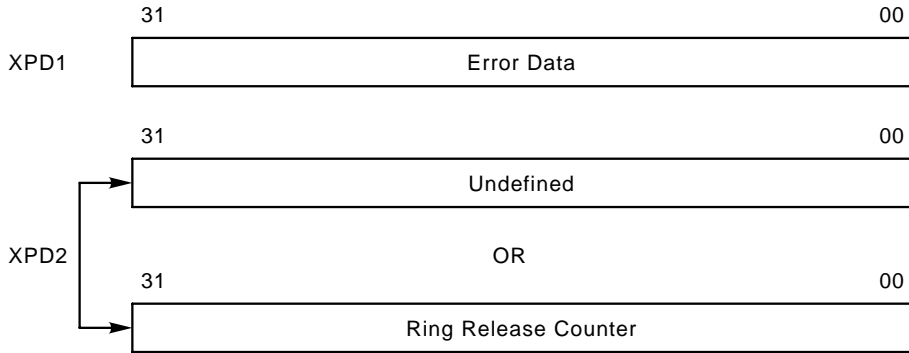 31 00
XPD1 Error Data
31 00
Undefined
XPD2 OR
31 00
Ring Release Counter